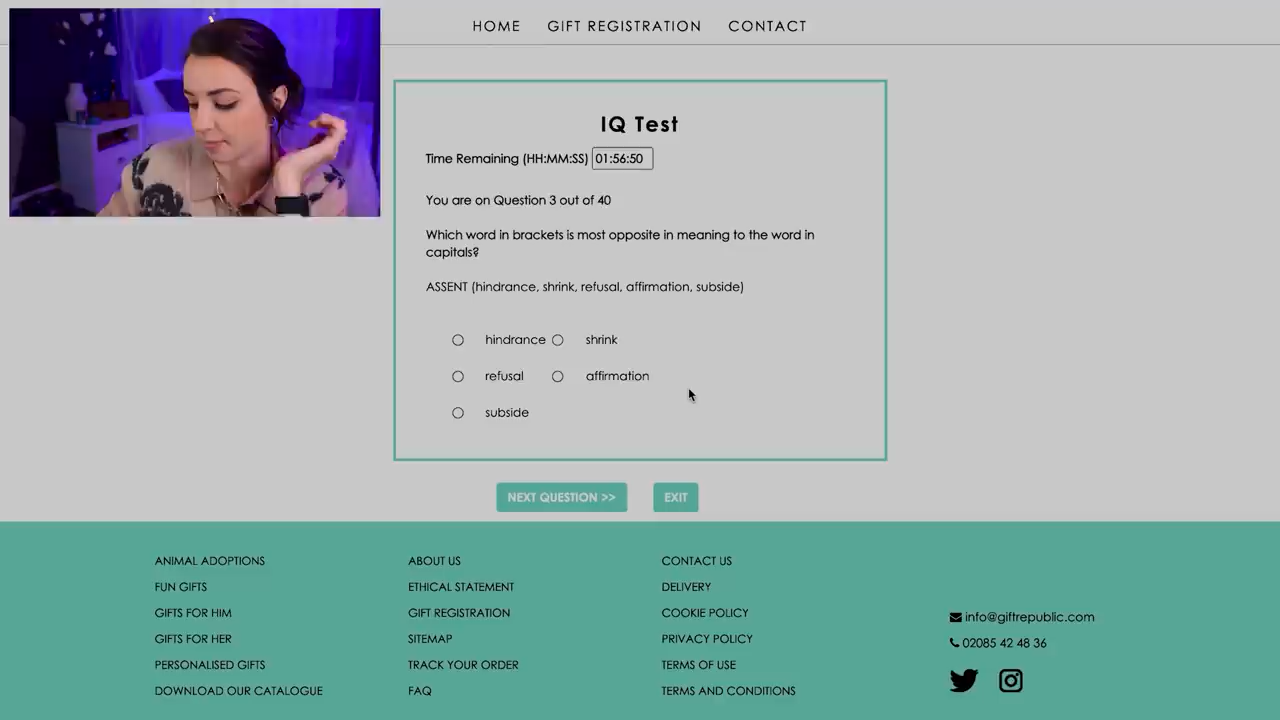 HOME GIFT REGISTRATION CONTACT
IQ Test
Time Remaining (HH:MM:SS) 01:56:50
You are on Question 3 out of 40
Which word in brackets is most opposite in meaning to the word in
capitals?
ASSENT (hindrance, shrink, refusal, affirmation, subside)
hindrance shrink
refusal affirmation
subside
NEXT QUESTION >> EXIT
ANIMAL ADOPTIONS
FUN GIFTS
GIFTS FOR HIM
GIFTS FOR HER
PERSONALISED GIFTS
DOWNLOAD OUR CATALOGUE
ABOUT US
ETHICAL STATEMENT
GIFT REGISTRATION
SITEMAP
TRACK YOUR ORDER
FAQ
CONTACT US
DELIVERY
COOKIE POLICY
PRIVACY POLICY
TERMS OF USE
TERMS AND CONDITIONS
info@giftrepublic.com
02085 42 48 36